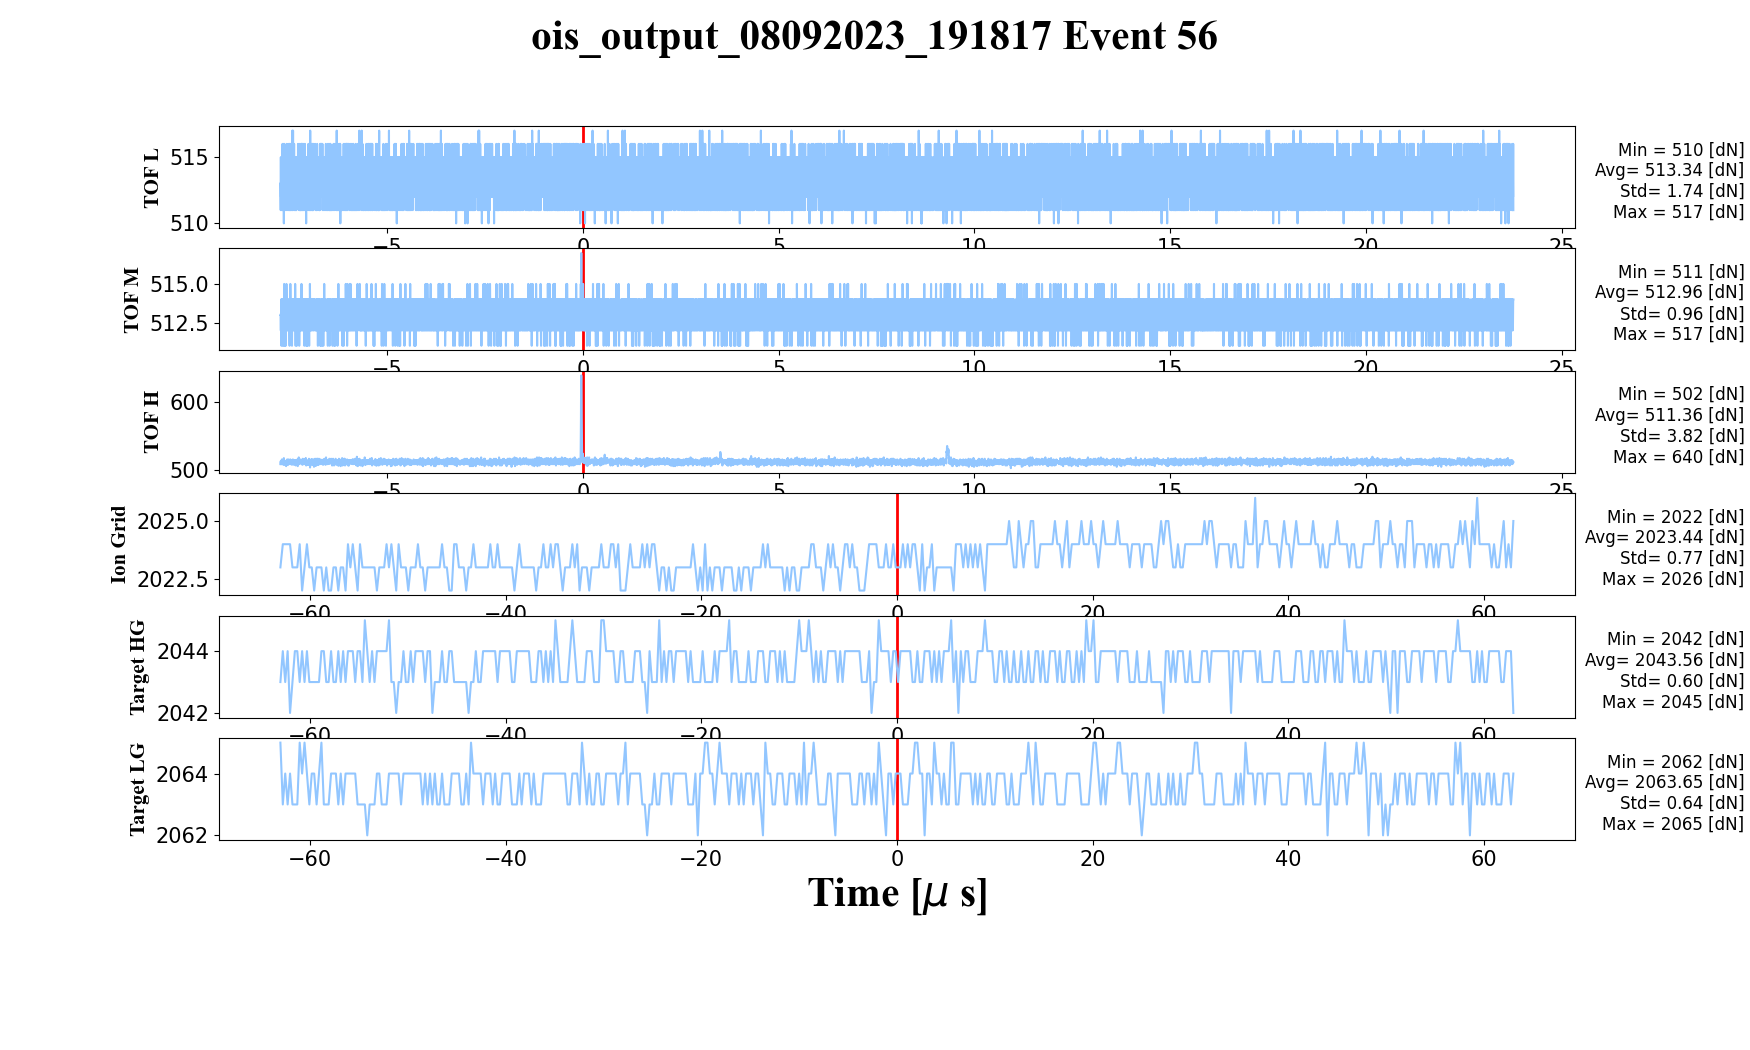 ois_output_08092023_191817 Event 56
TOF L
515
510
−5 0 5 10 15 20 25
Min = 510 [dN]
Avg= 513.34 [dN]
Std= 1.74 [dN]
Max = 517 [dN]
TOF M
515.0
512.5
−5 0 5 10 15 20 25
Min = 511 [dN]
Avg= 512.96 [dN]
Std= 0.96 [dN]
Max = 517 [dN]
TOF H
600
500
−5 0 5 10 15 20 25
Min = 502 [dN]
Avg= 511.36 [dN]
Std= 3.82 [dN]
Max = 640 [dN]
Ion Grid
2025.0
2022.5
−60 −40 −20 0 20 40 60
Min = 2022 [dN]
Avg= 2023.44 [dN]
Std= 0.77 [dN]
Max = 2026 [dN]
Target HG
2044
2042
−60 −40 −20 0 20 40 60
Min = 2042 [dN]
Avg= 2043.56 [dN]
Std= 0.60 [dN]
Max = 2045 [dN]
Target LG
2064
2062
−60 −40 −20 0 20 40 60
Min = 2062 [dN]
Avg= 2063.65 [dN]
Std= 0.64 [dN]
Max = 2065 [dN]
Time [μ s]